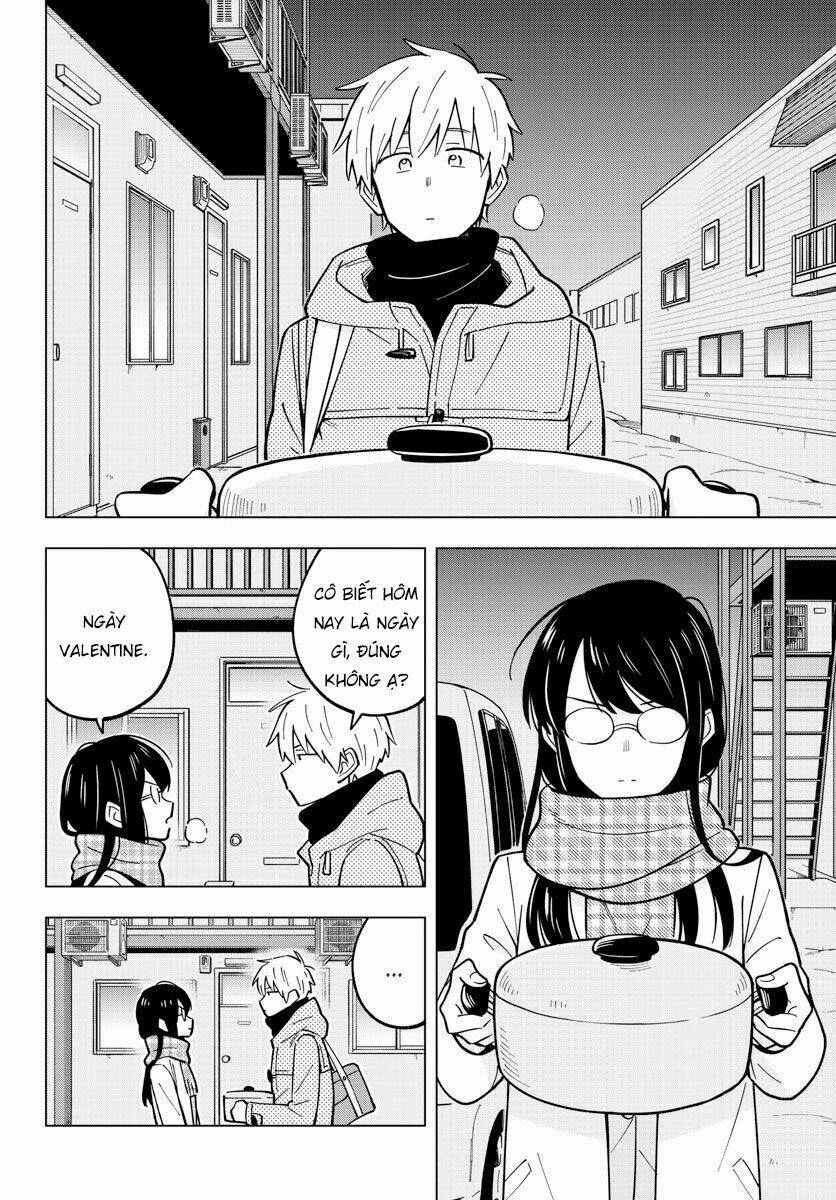 CÔ BIẾT HÔM
NAY LÀ NGÀY
GÌ, ĐÚNG
KHÔNG Ạ?
NGÀY
VALENTINE.
...